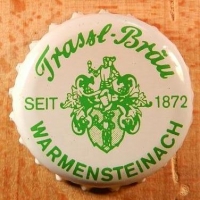 Trassl-Bräu
SEIT 1872
WARMENSTEINACH